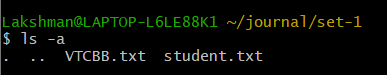 Lakshman@LAPTOP-L6LE88K1 ~/journal/set-1
$ ls -a
.  ..  VTCBB.txt  student.txt